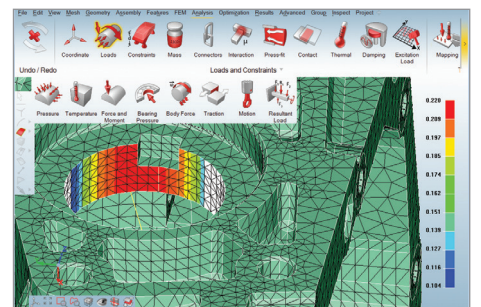 File Edit View Mesh Geometry Assembly Features FEM Analysis Optimization Results Advanced Group Inspect Project
Coordinate Loads Constraints Mass Connectors Interaction Press-fit Contact Thermal Damping Excitation Load Mapping
Undo / Redo Loads and Constraints
Pressure Temperature Force and Moment Bearing Pressure Body Force Traction Motion Resultant Load
0.220
0.209
0.197
0.185
0.174
0.162
0.151
0.139
0.127
0.116
0.104